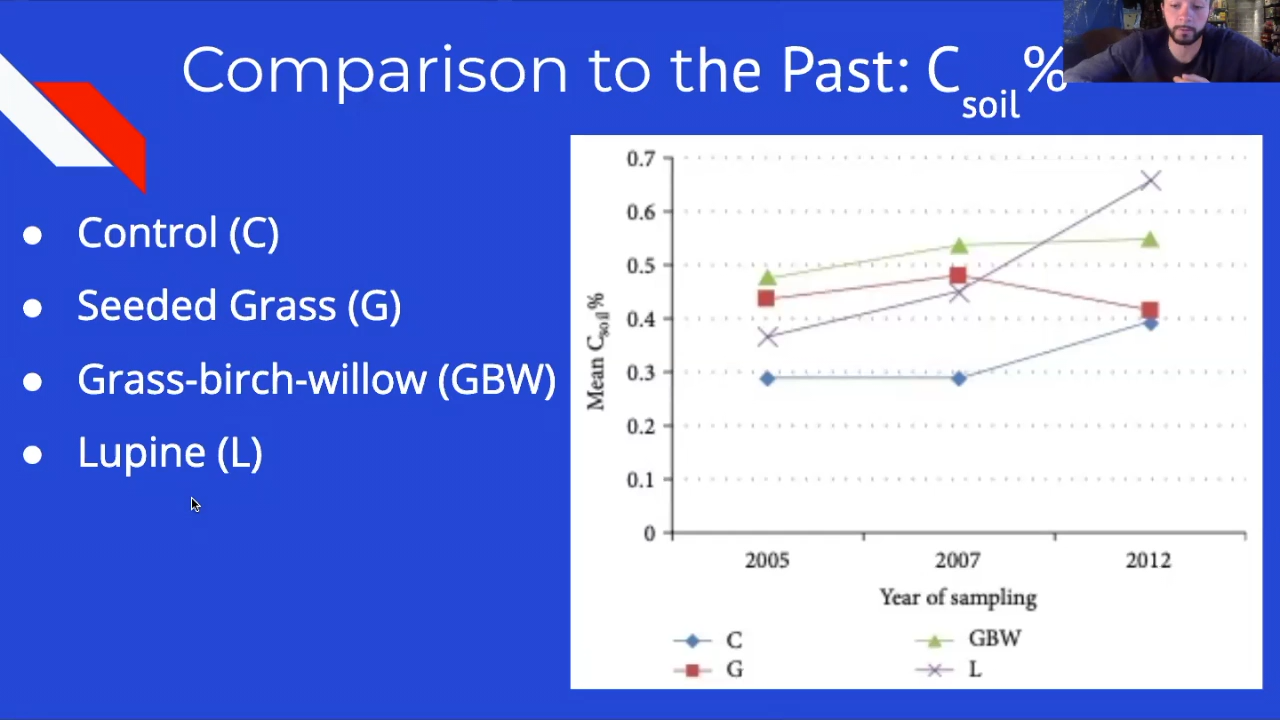 Comparison to the Past: Csoil%
● Control (C)
● Seeded Grass (G)
● Grass-birch-willow (GBW)
● Lupine (L)
0.7
0.6
0.5
0.4
0.3
0.2
0.1
0
Mean Csoil%
2005 2007 2012
Year of sampling
C GBW
G L